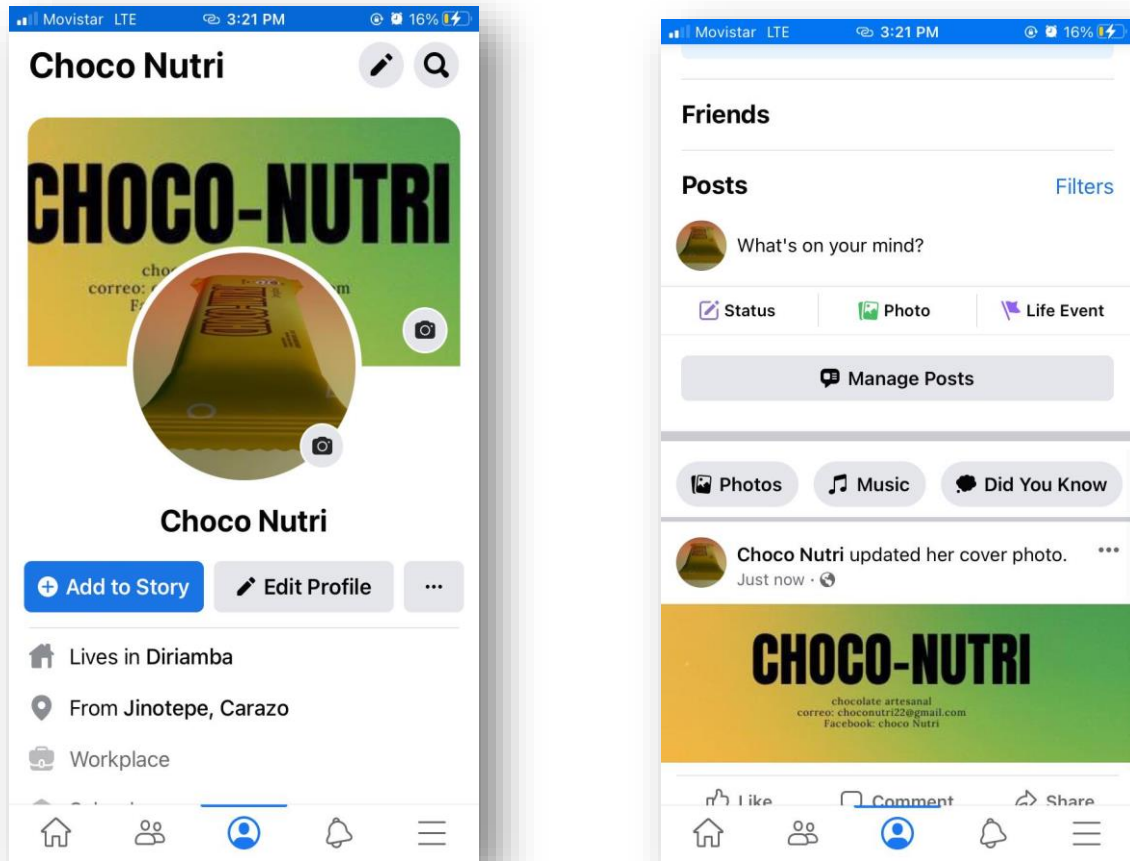 Movistar LTE 3:21 PM 16%
Choco Nutri
CHOCO-NUTRI
correo:
Choco Nutri
Add to Story
Edit Profile
Lives in Diriamba
From Jinotepe, Carazo
Workplace
Movistar LTE 3:21 PM 16%
Friends
Posts Filters
What's on your mind?
Status Photo Life Event
Manage Posts
Photos Music Did You Know
Choco Nutri updated her cover photo.
Just now
CHOCO-NUTRI
chocolate artesanal
correo: choconutri22@gmail.com
Facebook: choco Nutri
Like Comment Share